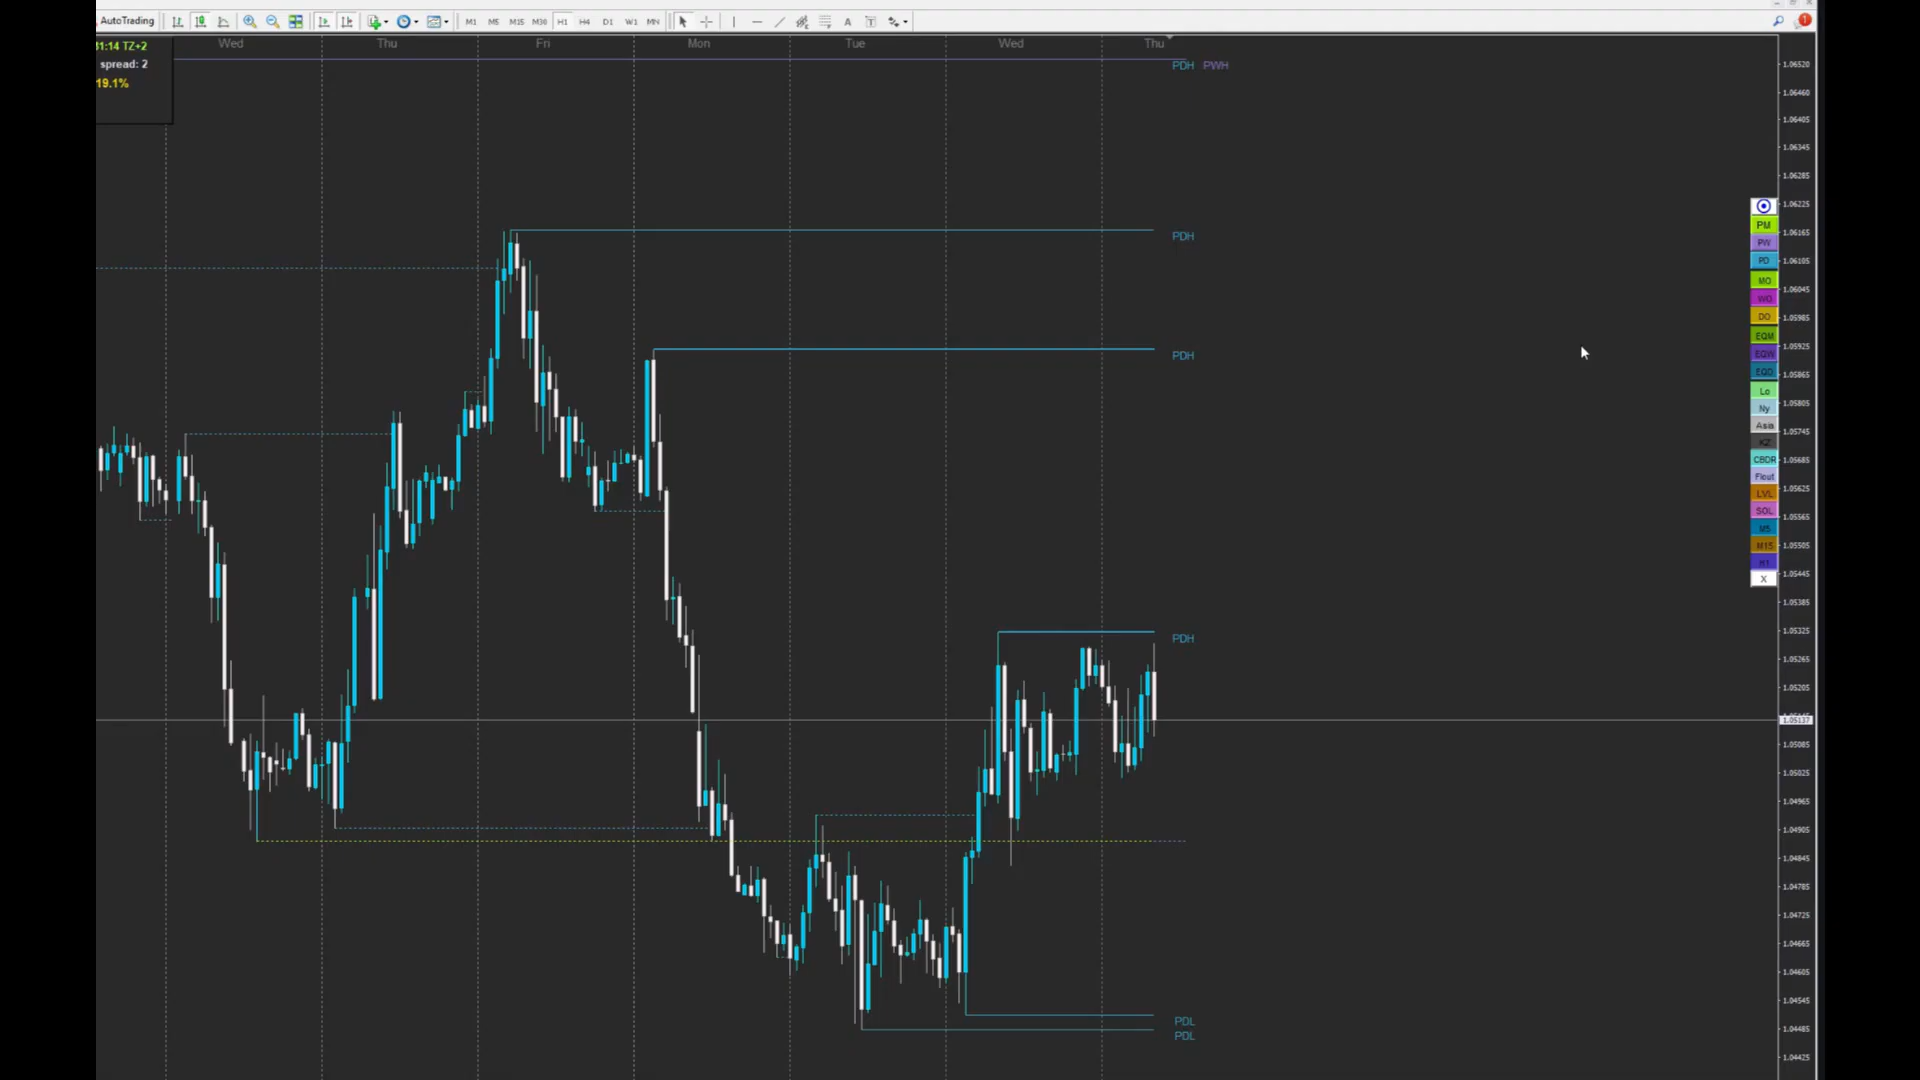 AutoTrading M1 M5 M15 M30 H1 H4 D1 W1 MN A T 1
31:14 TZ+2
spread: 2
19.1%
Wed Thu Fri Mon Tue Wed Thu
PDH PWH
PDH
PDH
PDH
PDL
PDL
PM
PW
PD
MO
WO
DO
EQM
EQW
EQD
Lo
Ny
Asia
KZ
CBDR
Flout
LVL
SOL
M5
M15
H1
X
1.06520
1.06460
1.06405
1.06345
1.06285
1.06225
1.06165
1.06105
1.06045
1.05985
1.05925
1.05865
1.05805
1.05745
1.05685
1.05625
1.05565
1.05505
1.05445
1.05385
1.05325
1.05265
1.05205
1.05137
1.05085
1.05025
1.04965
1.04905
1.04845
1.04785
1.04725
1.04665
1.04605
1.04545
1.04485
1.04425